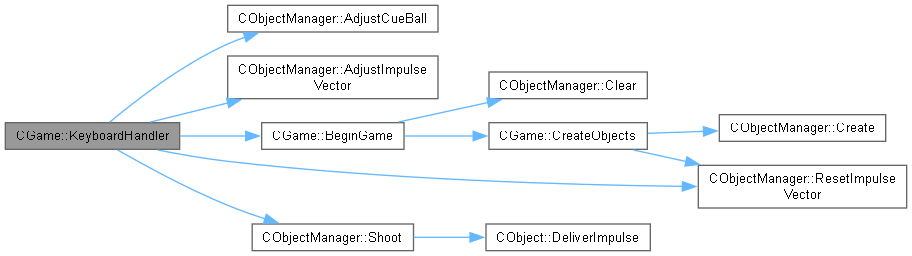 CObjectManager::AdjustCueBall
CObjectManager::AdjustImpulse
Vector
CObjectManager::Clear
CGame::KeyboardHandler
CGame::BeginGame
CGame::CreateObjects
CObjectManager::Create
CObjectManager::ResetImpulse
Vector
CObjectManager::Shoot
CObject::DeliverImpulse